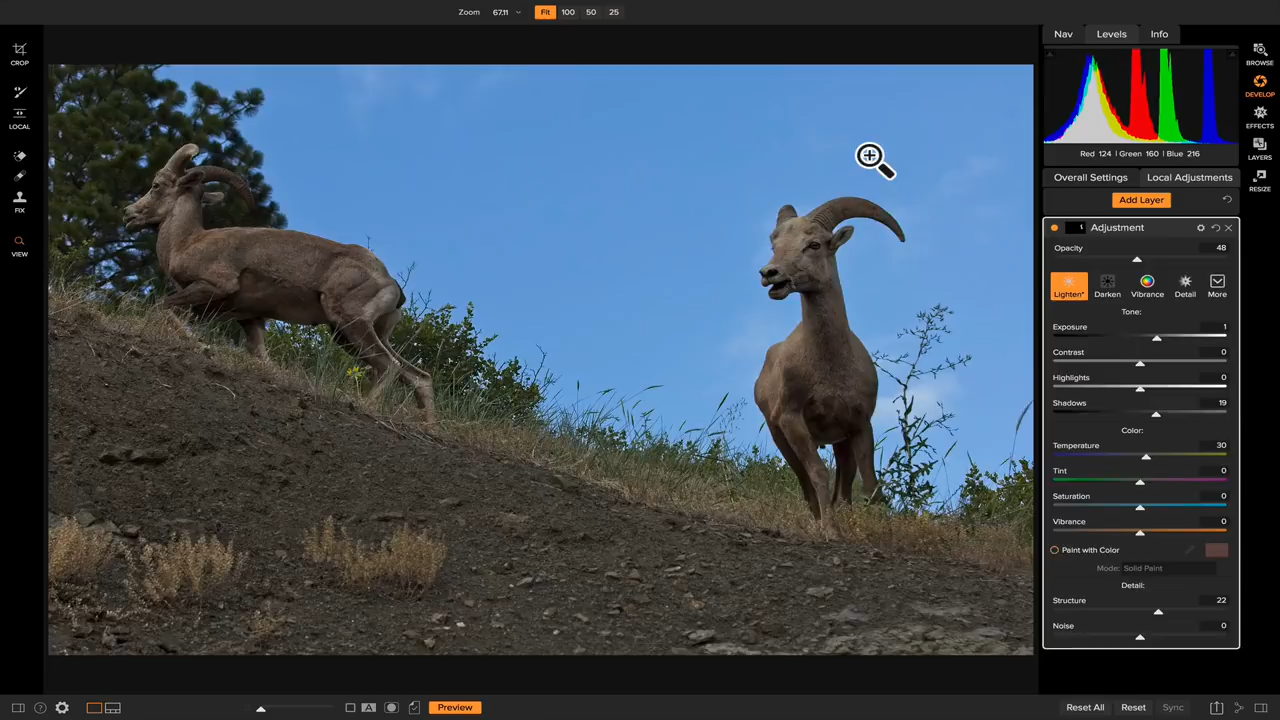 Zoom 67.11 Fit 100 50 25
Nav Levels Info
CROP
BROWSE
Red 124 | Green 160 | Blue 216
DEVELOP
LOCAL
EFFECTS
LAYERS
RESIZE
FIX
VIEW
Overall Settings Local Adjustments
Add Layer
Adjustment
Opacity 48
Lighten* Darken Vibrance Detail More
Tone:
Exposure 1
Contrast 0
Highlights 0
Shadows 19
Color:
Temperature 30
Tint 0
Saturation 0
Vibrance 0
Paint with Color
Mode: Solid Paint
Detail:
Structure 22
Noise 0
? A Preview Reset All Reset Sync